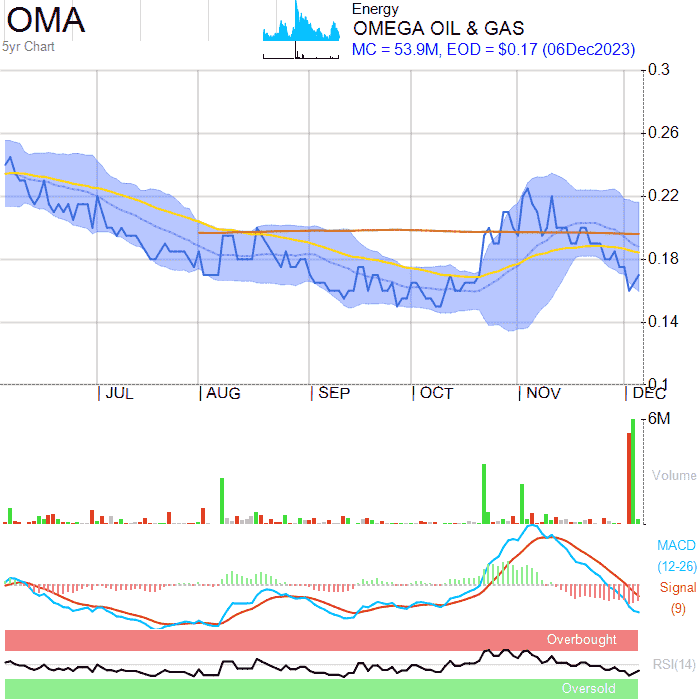 OMA
5yr Chart
Energy
OMEGA OIL & GAS
MC = 53.9M, EOD = $0.17 (06Dec2023)
0.3
0.26
0.22
0.18
0.14
0.1
JUL AUG SEP OCT NOV DEC
6M
Volume
MACD
(12-26)
Signal
(9)
Overbought
RSI(14)
Oversold